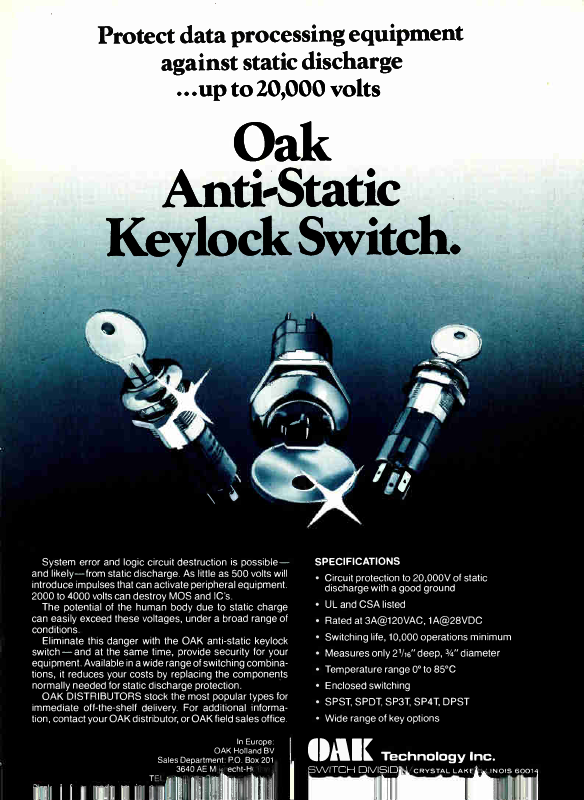 Protect data processing equipment
against static discharge
...up to 20,000 volts
Oak
Anti-Static
Keylock Switch.
System error and logic circuit destruction is possible—
and likely—from static discharge. As little as 500 volts will
introduce impulses that can activate peripheral equipment.
2000 to 4000 volts can destroy MOS and IC's.
The potential of the human body due to static charge
can easily exceed these voltages, under a broad range of
conditions.
Eliminate this danger with the OAK anti-static keylock
switch—and at the same time, provide security for your
equipment. Available in a wide range of switching combina-
tions, it reduces your costs by replacing the components
normally needed for static discharge protection.
OAK DISTRIBUTORS stock the most popular types for
immediate off-the-shelf delivery. For additional informa-
tion, contact your OAK distributor, or OAK field sales office.
In Europe:
OAK Holland BV
Sales Department: P.O. Box 201
3640 AE M
TEL
SPECIFICATIONS
• Circuit protection to 20,000V of static
discharge with a good ground
• UL and CSA listed
• Rated at 3A@120VAC, 1A@28VDC
• Switching life, 10,000 operations minimum
• Measures only 2 1/16" deep, 3/4" diameter
• Temperature range 0° to 85°C
• Enclosed switching
• SPST, SPDT, SP3T, SP4T, DPST
• Wide range of key options
OAK Technology Inc.
SWITCH DIVISION CRYSTAL LAKE 60014